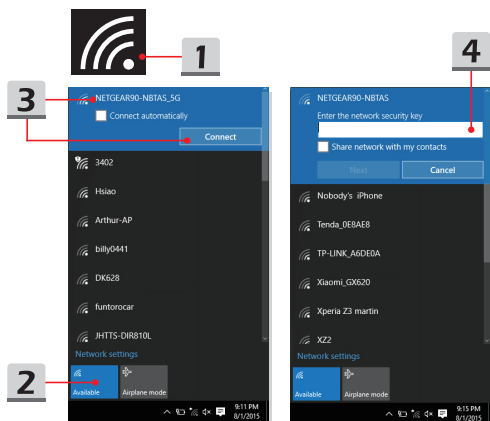 1
4
3
NETGEAR90-NBTAS_5G
Connect automatically
Connect
3402
Hsiao
Arthur-AP
billy0441
DK628
funtorocar
JHTTS-DIR810L
Network settings
2
Available
Airplane mode
9:11 PM
8/1/2015
NETGEAR90-NBTAS
Enter the network security key
Share network with my contacts
Next
Cancel
Nobody's iPhone
Tenda_0E8AE8
TP-LINK_A6DE0A
Xiaomi_GX620
Xperia Z3 martin
XZ2
Network settings
Available
Airplane mode
9:15 PM
8/1/2015